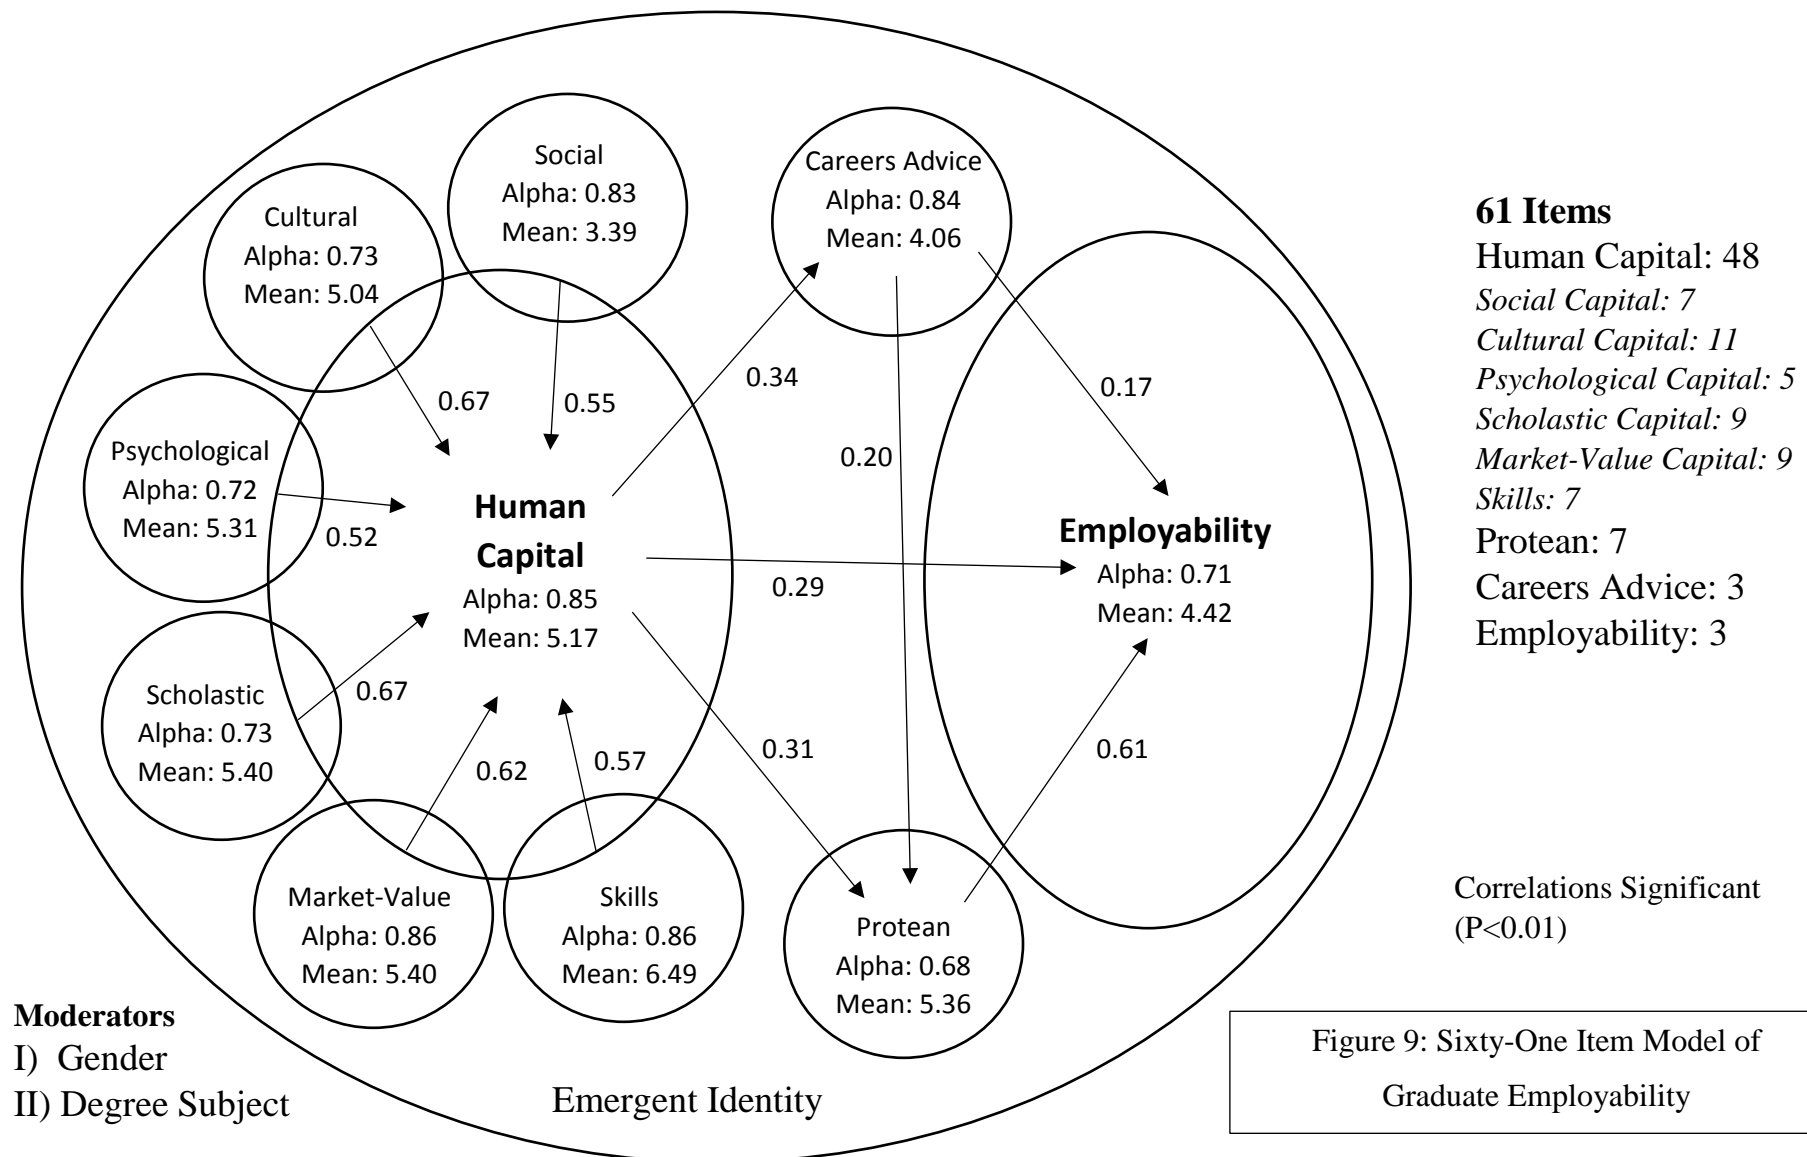 Social
Alpha: 0.83
Mean: 3.39
Careers Advice
Alpha: 0.84
Mean: 4.06
Cultural
Alpha: 0.73
Mean: 5.04
61 Items
Human Capital: 48
Social Capital: 7
Cultural Capital: 11
Psychological Capital: 5
Scholastic Capital: 9
Market-Value Capital: 9
Skills: 7
Protean: 7
Careers Advice: 3
Employability: 3
0.67
0.55
0.34
0.17
0.20
Psychological
Alpha: 0.72
Mean: 5.31
0.52
Human
Capital
Alpha: 0.85
Mean: 5.17
0.29
Employability
Alpha: 0.71
Mean: 4.42
Scholastic
Alpha: 0.73
Mean: 5.40
0.67
0.62
0.57
0.31
0.61
Market-Value
Alpha: 0.86
Mean: 5.40
Skills
Alpha: 0.86
Mean: 6.49
Protean
Alpha: 0.68
Mean: 5.36
Correlations Significant
(P<0.01)
Moderators
I) Gender
II) Degree Subject
Emergent Identity
Figure 9: Sixty-One Item Model of
Graduate Employability